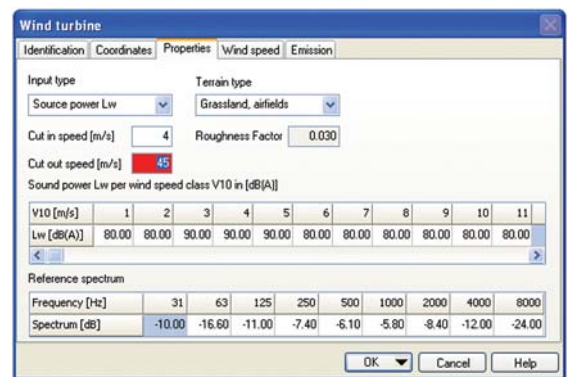 Wind turbine
Identification Coordinates Properties Wind speed Emission
Input type Terrain type
Source power Lw Grassland, airfields
Cut in speed [m/s] 4 Roughness Factor 0.030
Cut out speed [m/s] 45
Sound power Lw per wind speed class V10 in [dB(A)]
V10 [m/s] 1 2 3 4 5 6 7 8 9 10 11
Lw [dB(A)] 80.00 80.00 90.00 90.00 90.00 80.00 80.00 80.00 80.00 80.00 80.00
Reference spectrum
Frequency [Hz] 31 63 125 250 500 1000 2000 4000 8000
Spectrum [dB] -10.00 -16.60 -11.00 -7.40 -6.10 -5.80 -8.40 -12.00 -24.00
OK Cancel Help